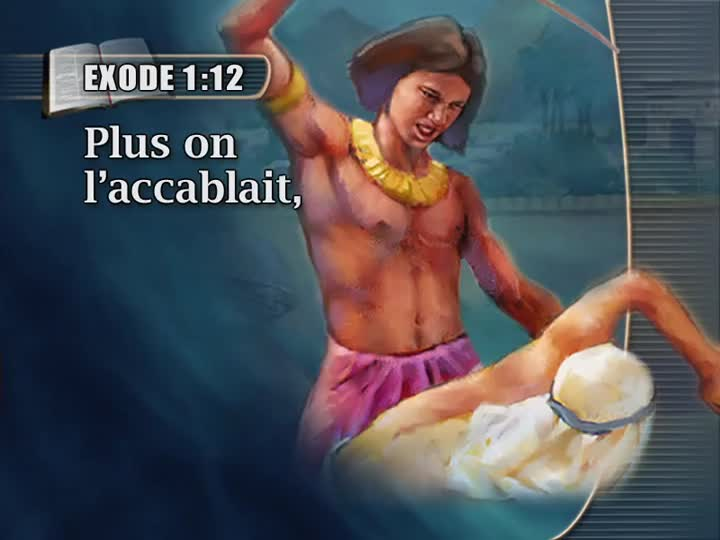 EXODE 1:12
Plus on
l'accablait,